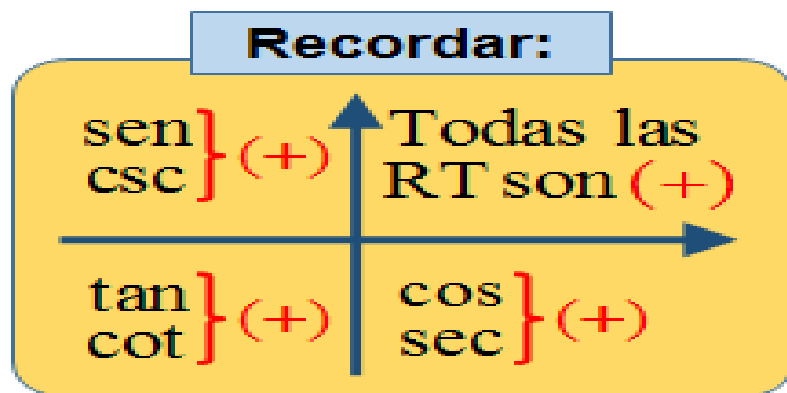 Recordar:
sen
csc
} (+)
Todas las
RT son (+)
tan
cot
} (+)
cos
sec
} (+)